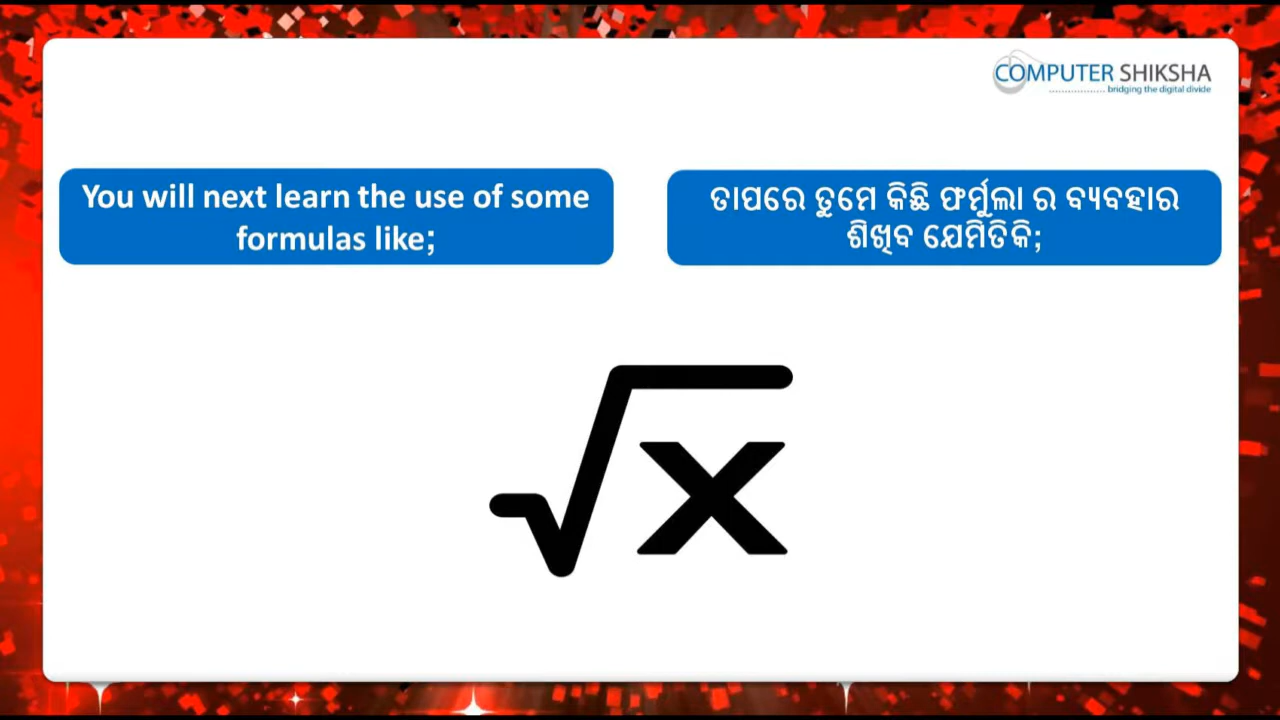 COMPUTER SHIKSHA
bridging the digital divide
You will next learn the use of some
formulas like;
ତାପରେ ତୁମେ କିଛି ଫର୍ମୁଲା ର ବ୍ୟବହାର
ଶିଖିବ ଯେମିତିକି;
√x